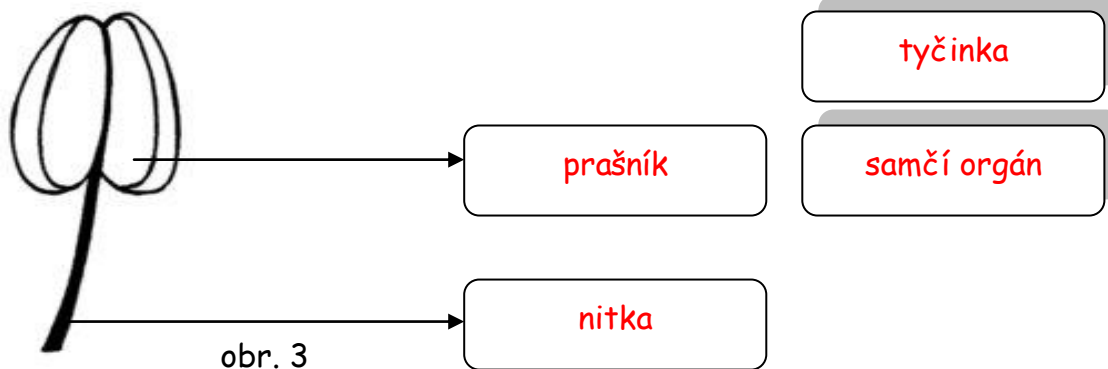 tyčinka
prašník
samčí orgán
nitka
obr. 3